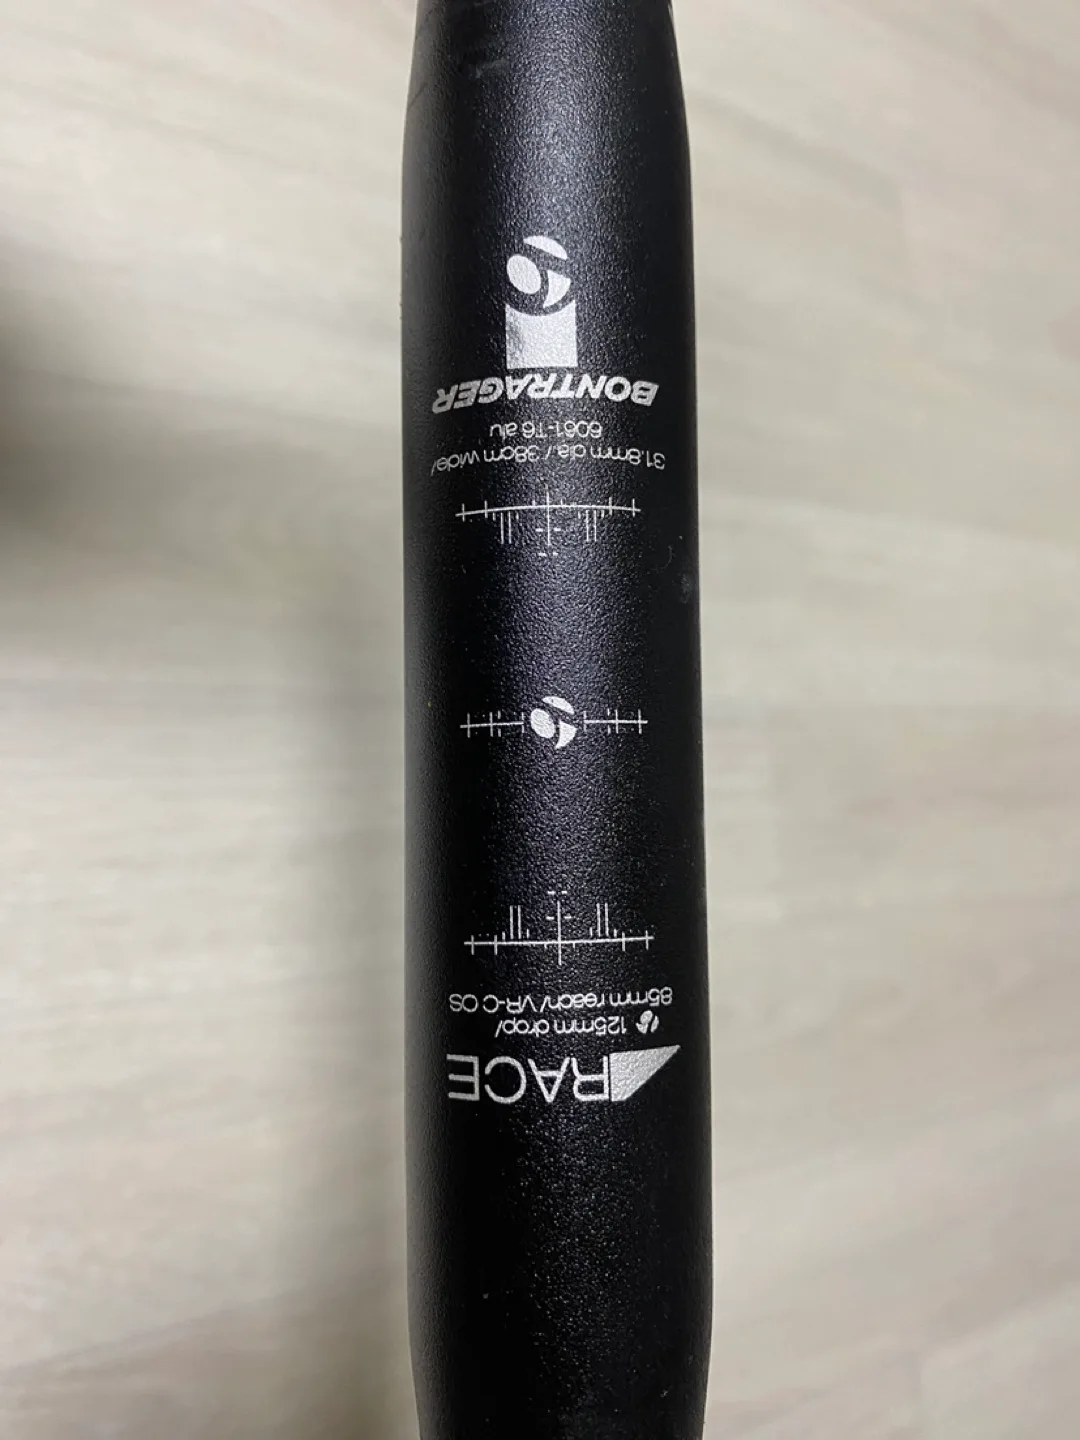 RACE
125mm drop/
85mm reach/ VR-C OS
31.8mm dia./ 38cm wide/
6061-T6 alu
BONTRAGER